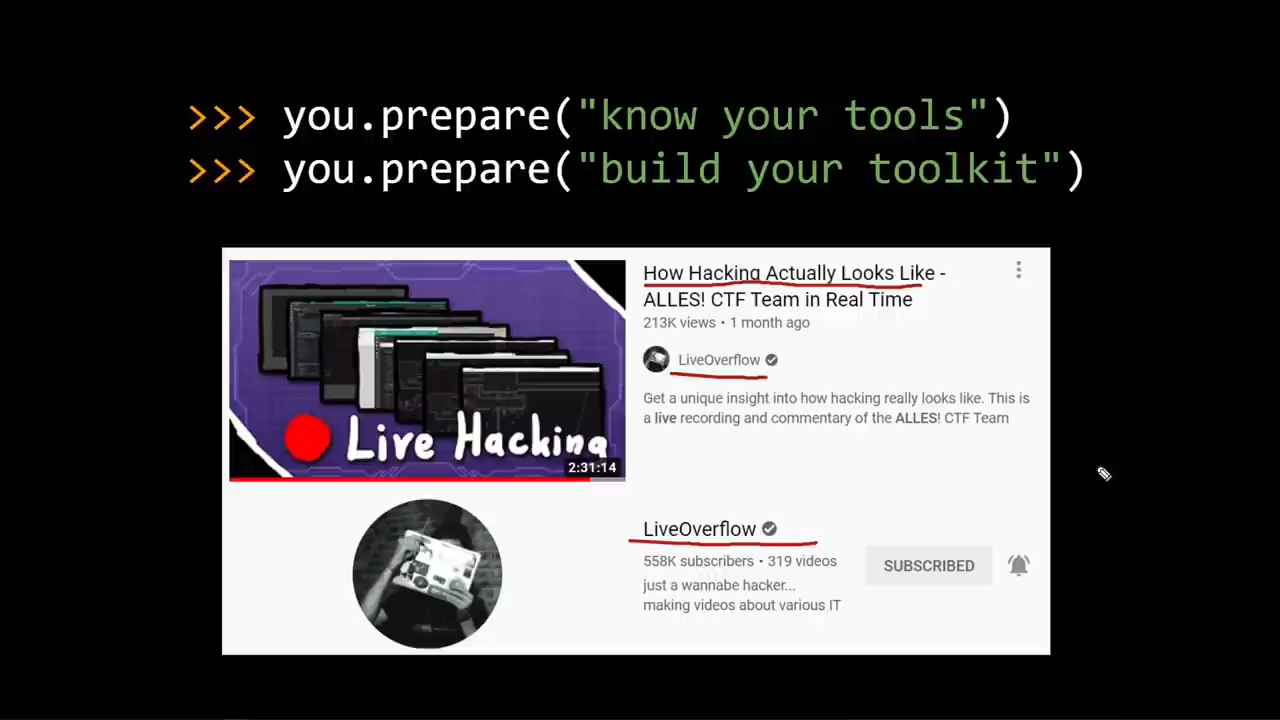 >>> you.prepare("know your tools")
>>> you.prepare("build your toolkit")
How Hacking Actually Looks Like -
ALLES! CTF Team in Real Time
213K views • 1 month ago
LiveOverflow
Get a unique insight into how hacking really looks like. This is
a live recording and commentary of the ALLES! CTF Team
Live Hacking
2:31:14
LiveOverflow
558K subscribers • 319 videos
just a wannabe hacker...
making videos about various IT
SUBSCRIBED